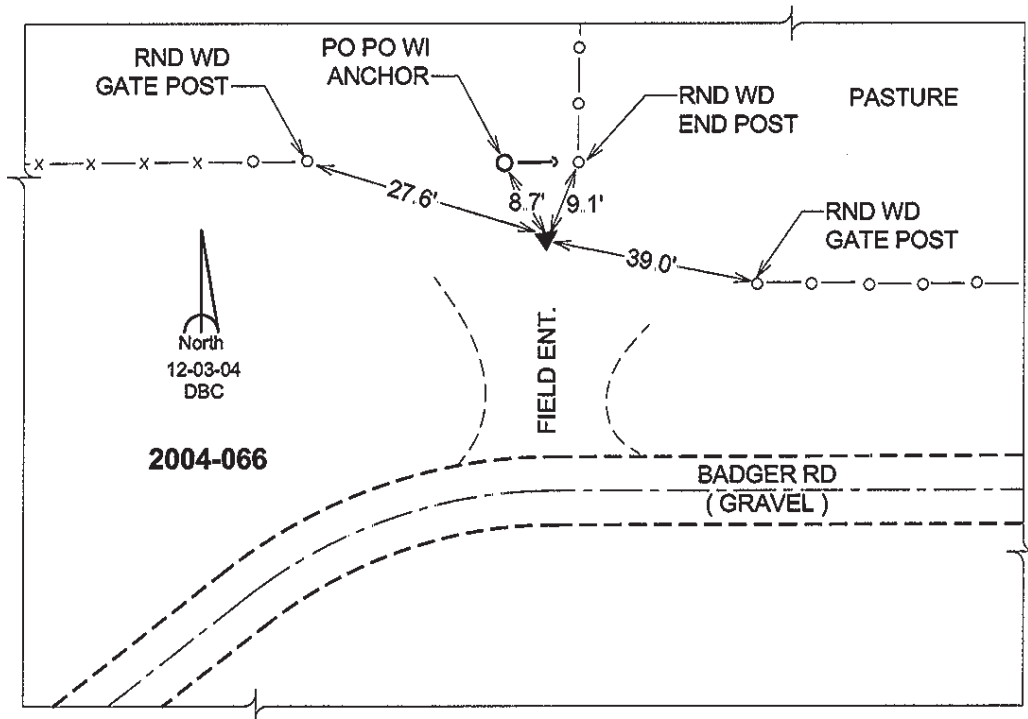 RND WD
GATE POST
PO PO WI
ANCHOR
RND WD
END POST
PASTURE
27.6'
8.7'
9.1'
RND WD
GATE POST
39.0'
North
12-03-04
DBC
FIELD ENT.
2004-066
BADGER RD
( GRAVEL )